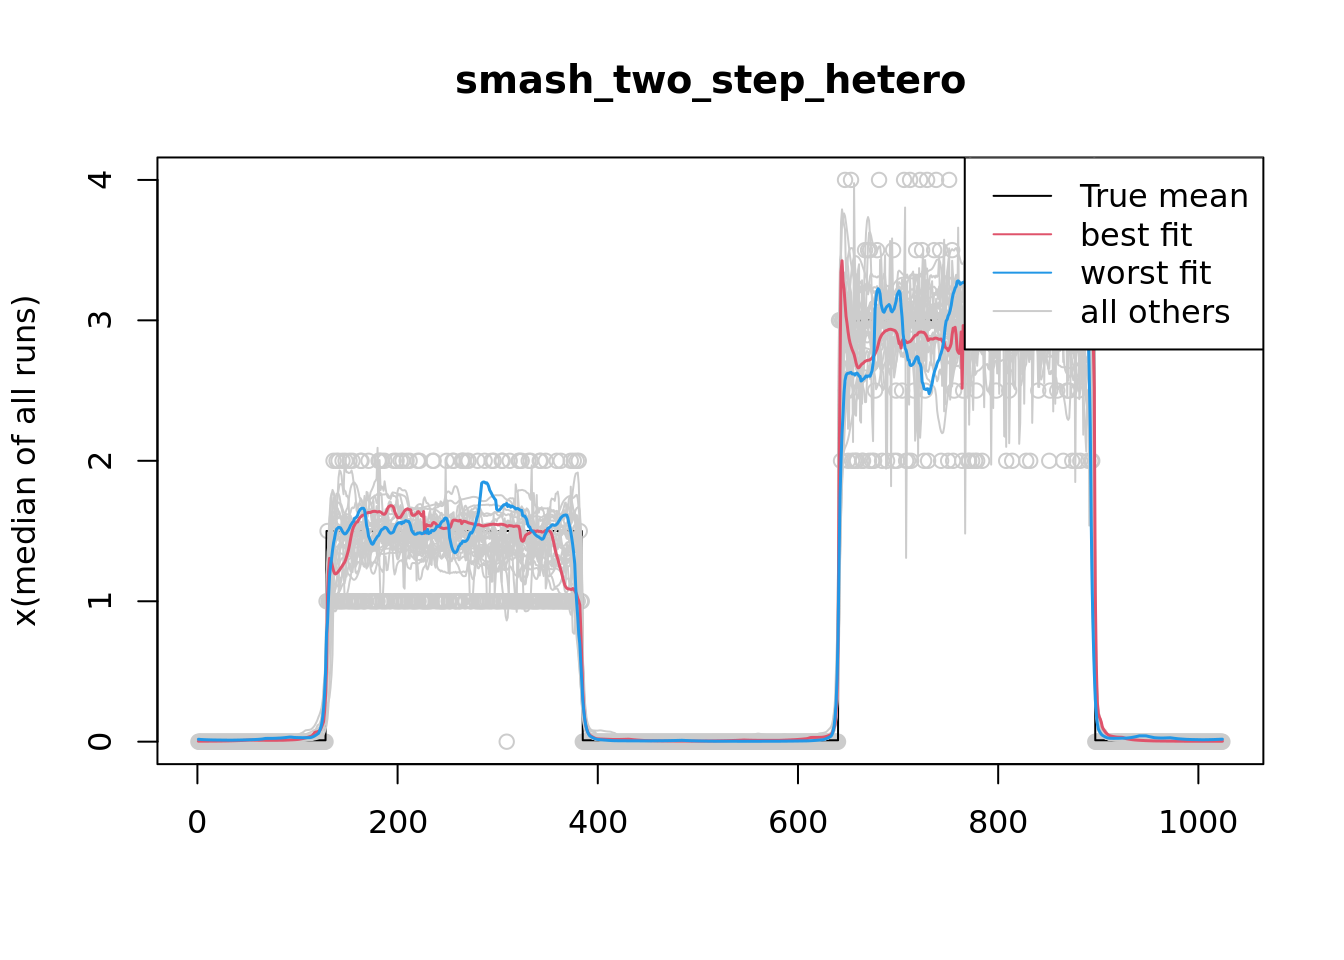 smash_two_step_hetero
x(median of all runs)
4
3
2
1
0
True mean
best fit
worst fit
all others
0 200 400 600 800 1000